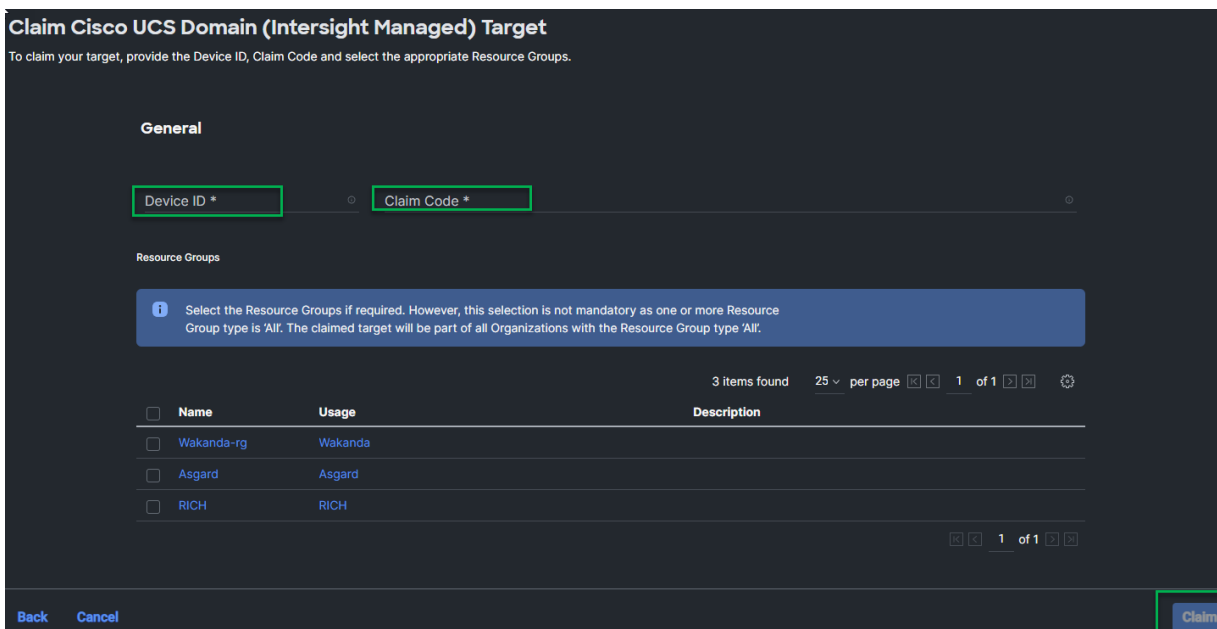 Claim Cisco UCS Domain (Intersight Managed) Target
To claim your target, provide the Device ID, Claim Code and select the appropriate Resource Groups.
General
Device ID * Claim Code *
Resource Groups
Select the Resource Groups if required. However, this selection is not mandatory as one or more Resource
Group type is 'All'. The claimed target will be part of all Organizations with the Resource Group type 'All'.
3 items found 25 per page 1 of 1
Name Usage Description
Wakanda-rg Wakanda
Asgard Asgard
RICH RICH
1 of 1
Back Cancel Claim